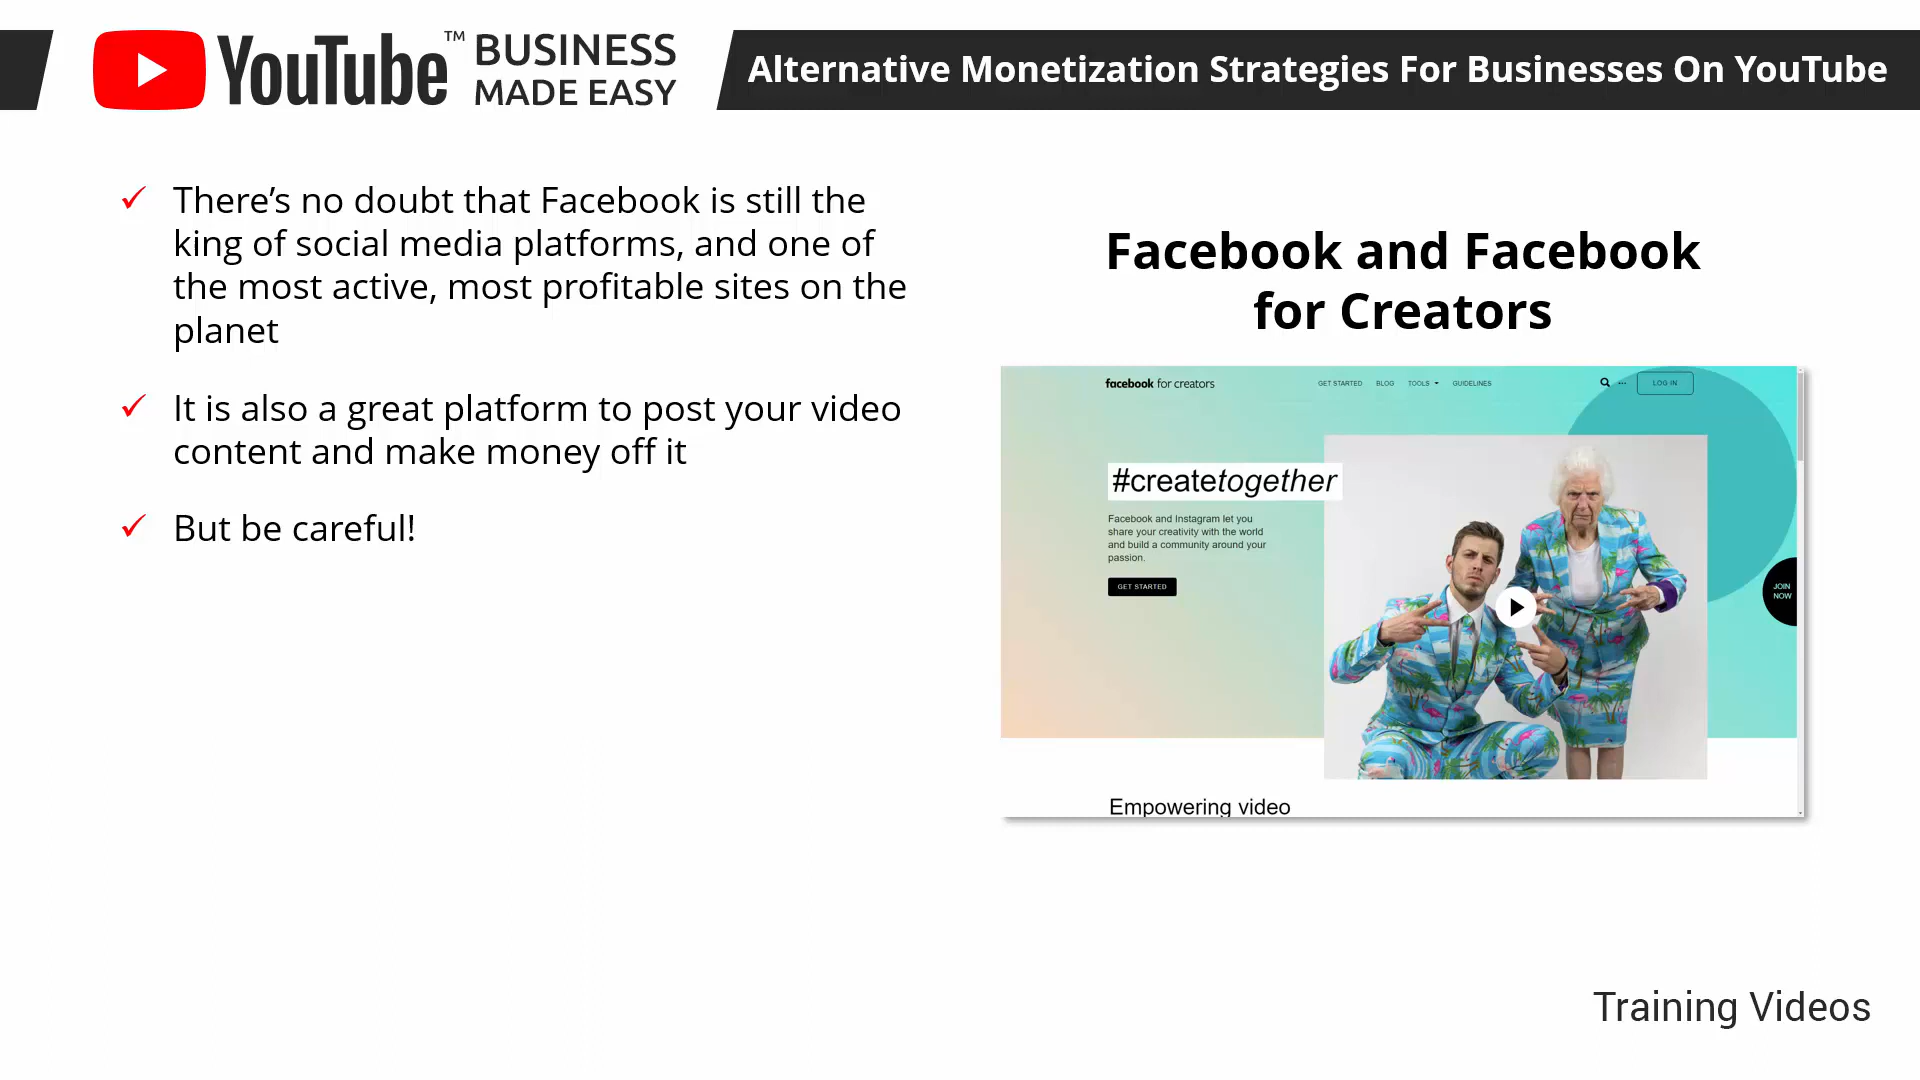 YouTube™ BUSINESS
MADE EASY
Alternative Monetization Strategies For Businesses On YouTube
There’s no doubt that Facebook is still the
king of social media platforms, and one of
the most active, most profitable sites on the
planet
It is also a great platform to post your video
content and make money off it
But be careful!
Facebook and Facebook
for Creators
facebook for creators
GET STARTED BLOG TOOLS GUIDELINES
LOG IN
#createtogether
Facebook and Instagram let you
share your creativity with the world
and build a community around your
passion.
GET STARTED
JOIN
NOW
Empowering video
Training Videos